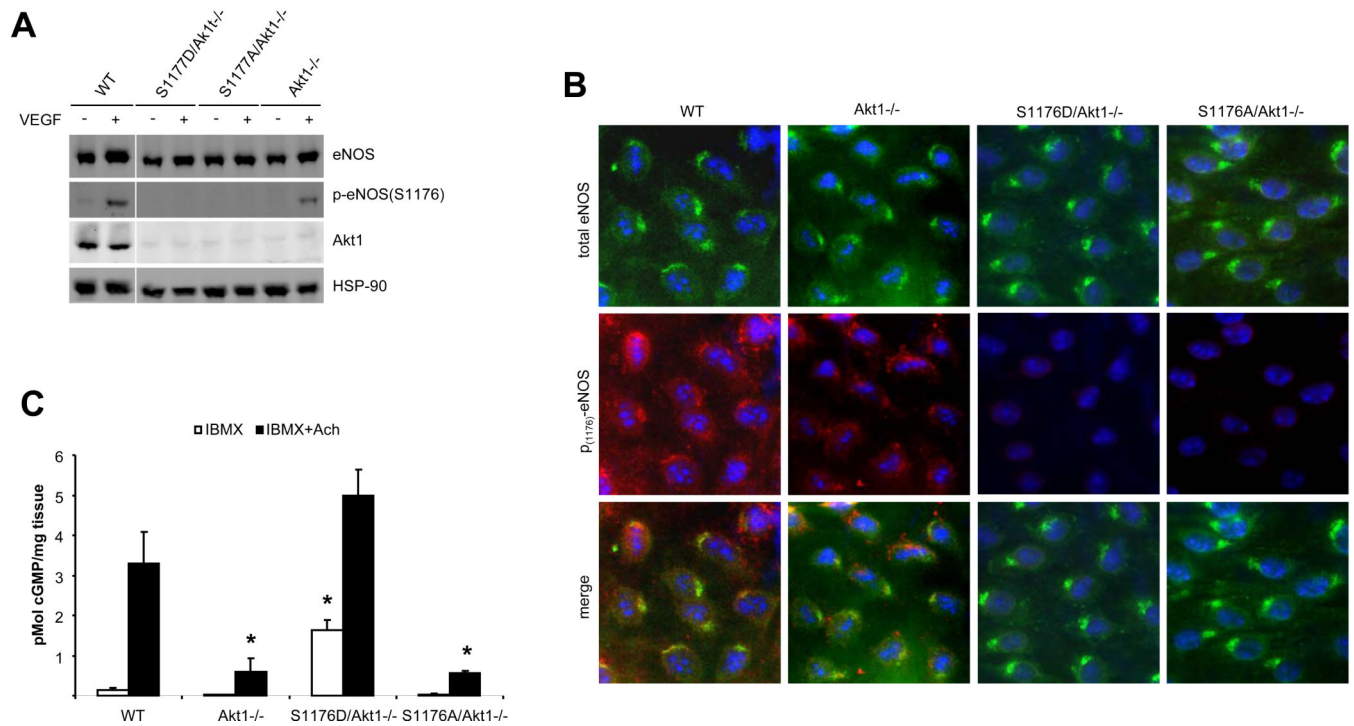 A
WT
S1177D/Ak1t-/-
S1177A/Akt1-/-
Akt1-/-
VEGF - + - + - + - +
eNOS
p-eNOS(S1176)
Akt1
HSP-90
B
WT Akt1-/- S1176D/Akt1-/- S1176A/Akt1-/-
total eNOS
p(1176)-eNOS
merge
C
IBMX IBMX+Ach
pMol cGMP/mg tissue
6
5
4
3
2
1
* * *
WT Akt1-/- S1176D/Akt1-/- S1176A/Akt1-/-